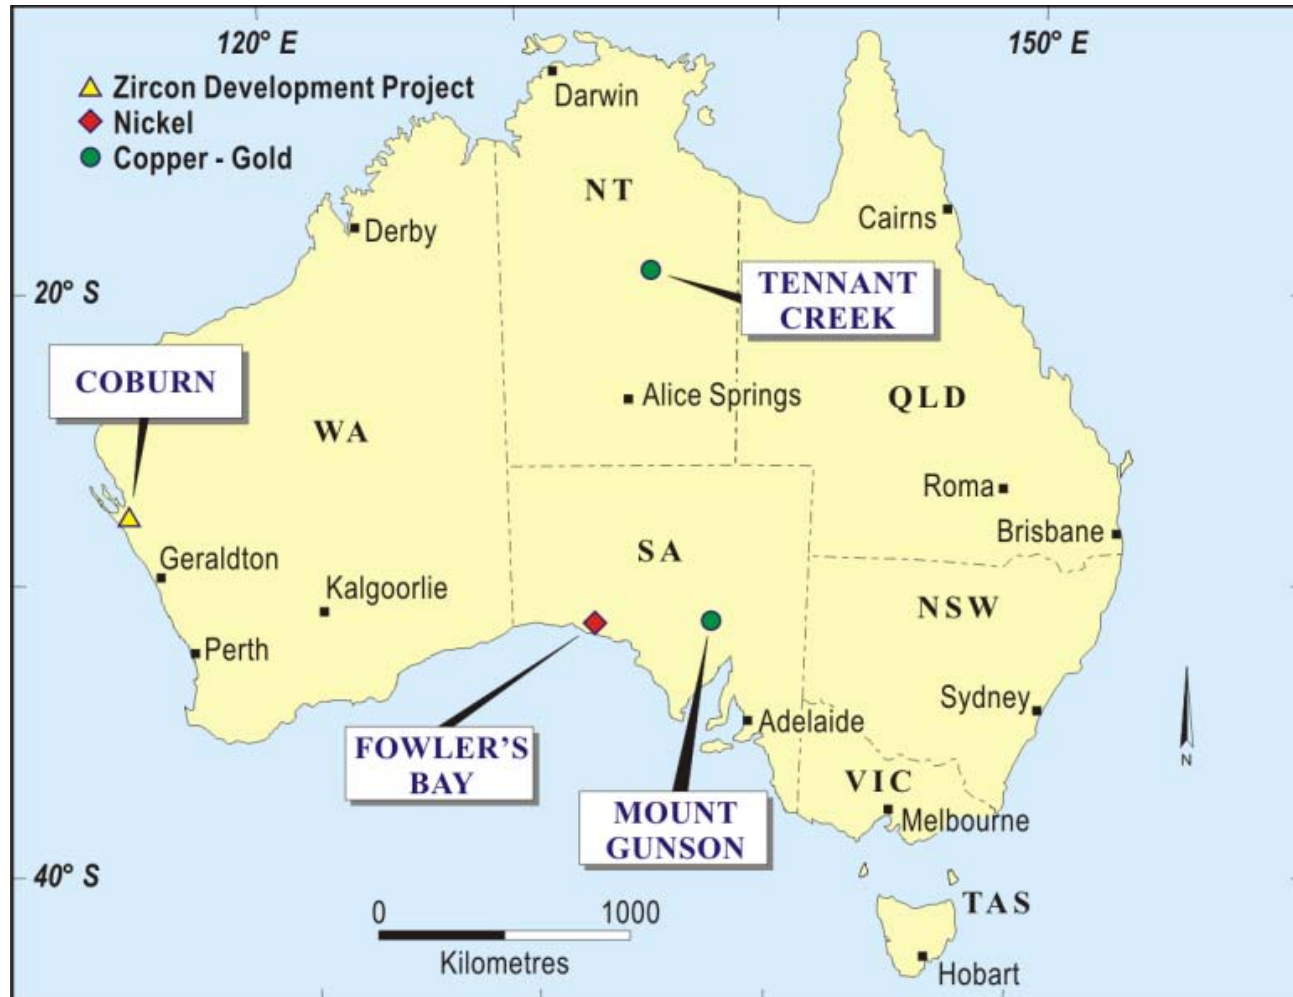 120° E
150° E
Zircon Development Project
Nickel
Copper - Gold
Darwin
NT
Derby
Cairns
20° S
TENNANT
CREEK
COBURN
Alice Springs
QLD
WA
Roma
Brisbane
SA
Geraldton
Kalgoorlie
NSW
Perth
Sydney
Adelaide
FOWLER'S
BAY
VIC
MOUNT
GUNSON
Melbourne
N
40° S
TAS
0
1000
Kilometres
Hobart